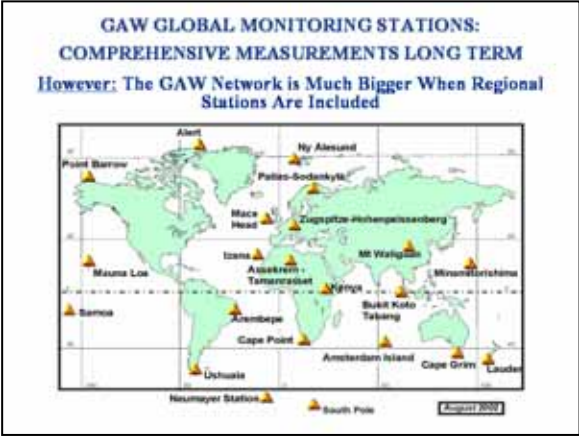 GAW GLOBAL MONITORING STATIONS:
COMPREHENSIVE MEASUREMENTS LONG TERM
However: The GAW Network is Much Bigger When Regional
Stations Are Included
Alert
Ny Alesund
Point Barrow
Pallas-Sodankylä
Mace
Head
Zugspitze-Hohenpeissenberg
Izana
Mt Waliguan
Assekrem -
Tamanrasset
Mauna Loa
Minamitorishima
Kenya
Bukit Koto
Tabang
Samoa
Arembepe
Cape Point
Amsterdam Island
Cape Grim
Lauder
Ushuaia
Neumayer Station
South Pole